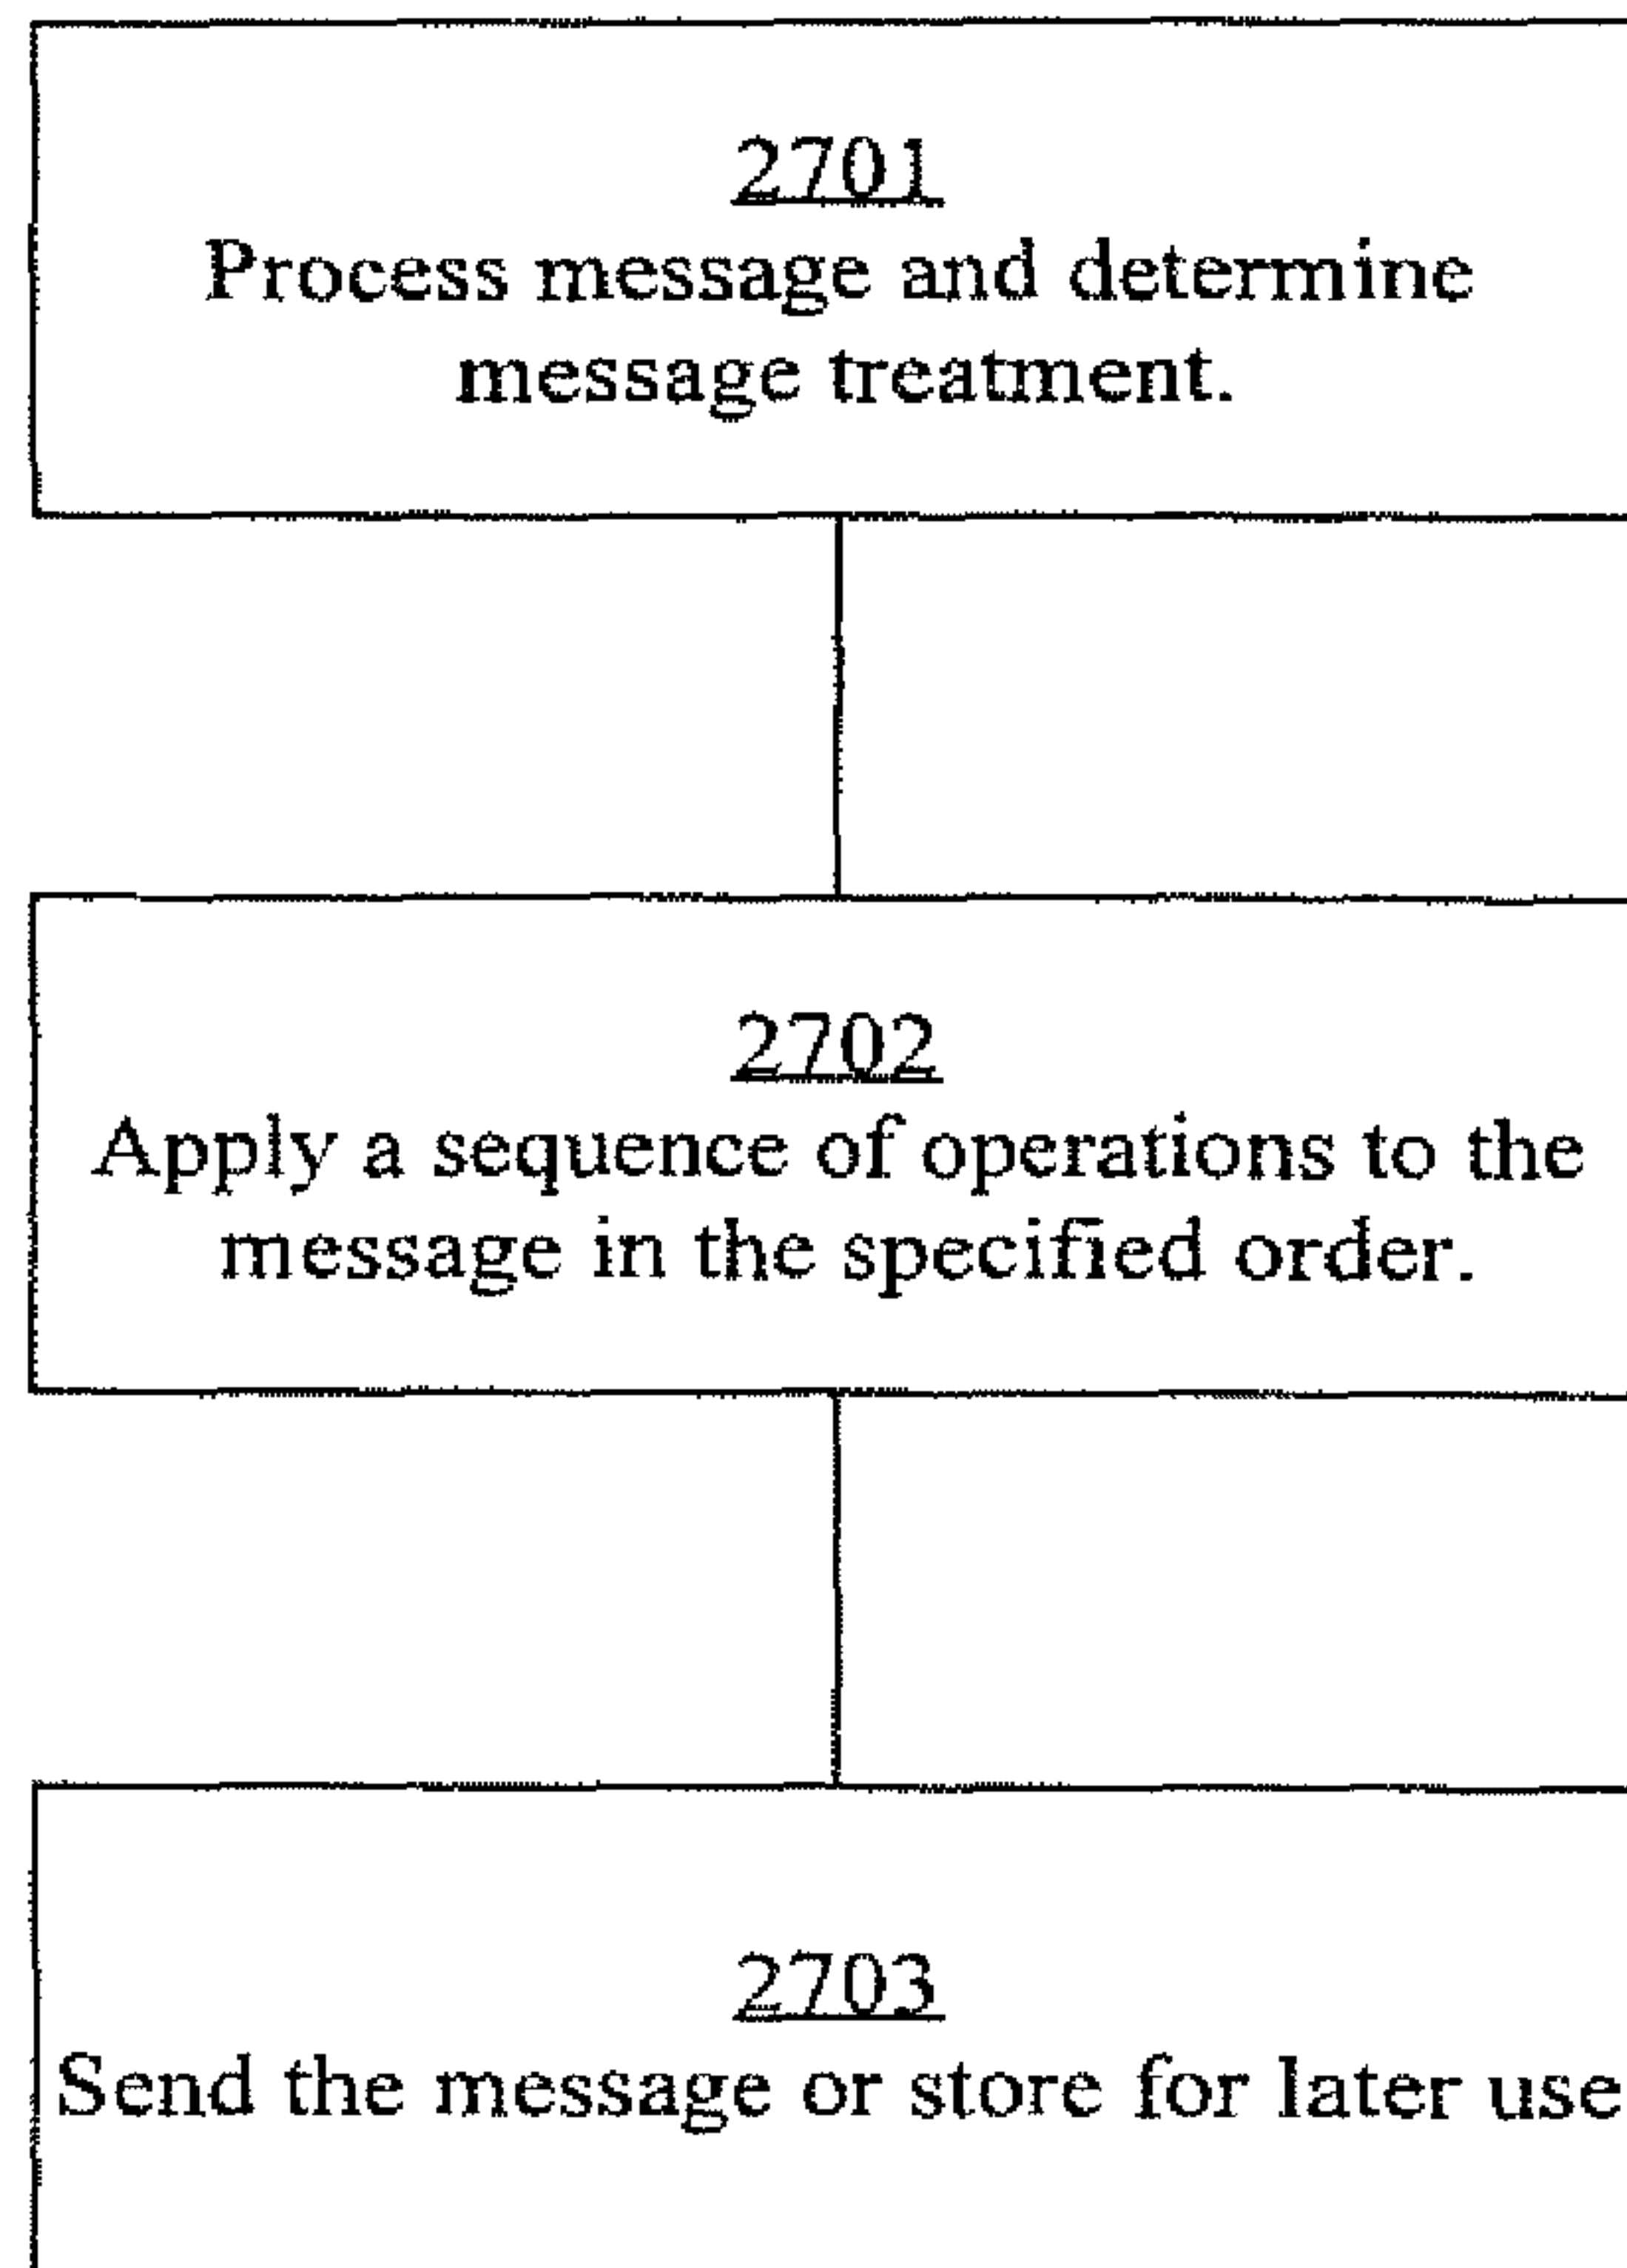 2701
Process message and determine
message treatment.
2702
Apply a sequence of operations to the
message in the specified order.
2703
Send the message or store for later use